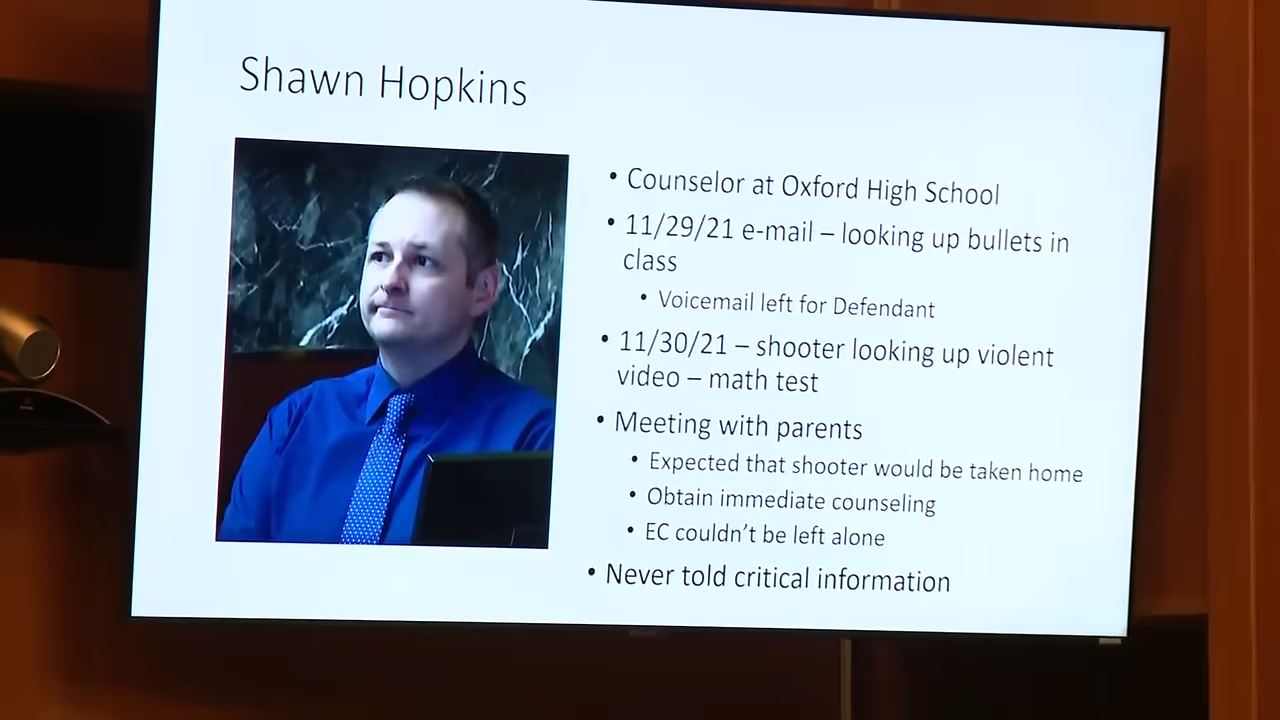 Shawn Hopkins
• Counselor at Oxford High School
• 11/29/21 e-mail – looking up bullets in
class
• Voicemail left for Defendant
• 11/30/21 – shooter looking up violent
video – math test
• Meeting with parents
• Expected that shooter would be taken home
• Obtain immediate counseling
• EC couldn't be left alone
• Never told critical information